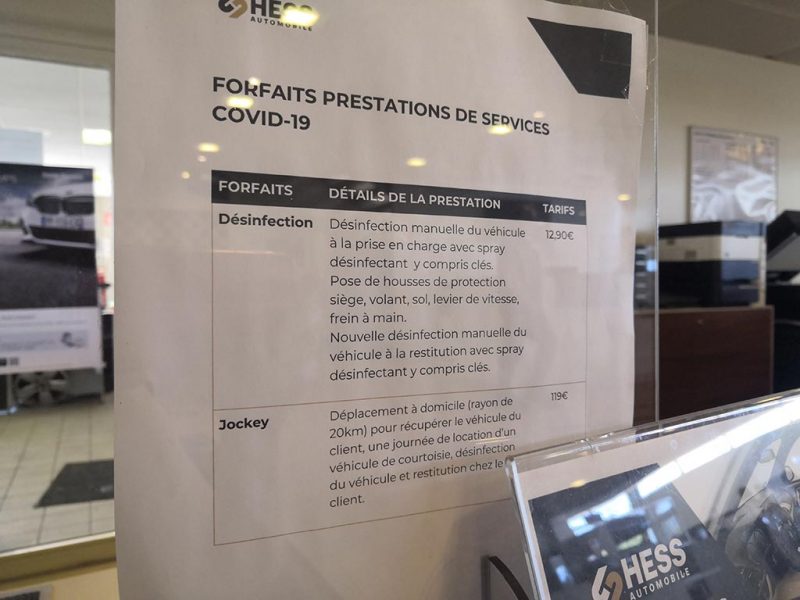 HESS
AUTOMOBILE
FORFAITS PRESTATIONS DE SERVICES
COVID-19
FORFAITS DÉTAILS DE LA PRESTATION TARIFS
Désinfection Désinfection manuelle du véhicule 12,90€
à la prise en charge avec spray
désinfectant y compris clés.
Pose de housses de protection
siège, volant, sol, levier de vitesse,
frein à main.
Nouvelle désinfection manuelle du
véhicule à la restitution avec spray
désinfectant y compris clés.
Jockey Déplacement à domicile (rayon de 119€
20km) pour récupérer le véhicule du
client, une journée de location d'un
véhicule de courtoisie, désinfection
du véhicule et restitution chez le
client.
HESS
AUTOMOBILE